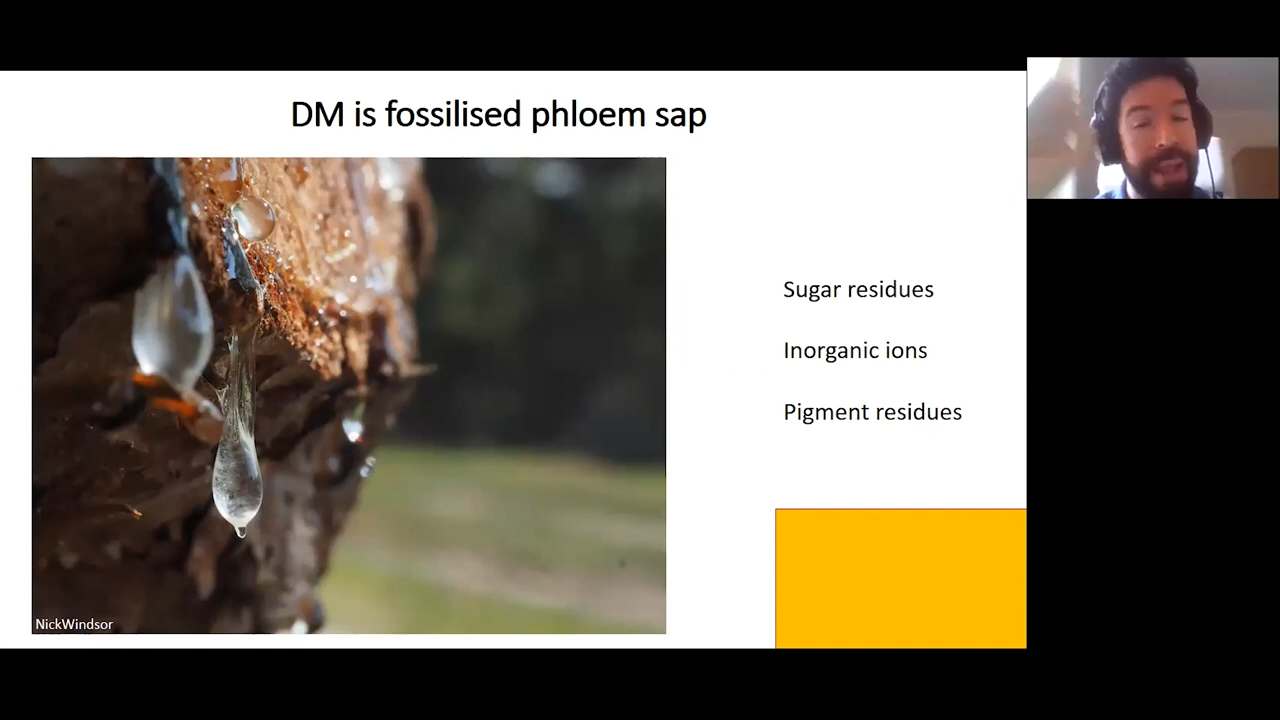 DM is fossilised phloem sap
Sugar residues
Inorganic ions
Pigment residues
NickWindsor